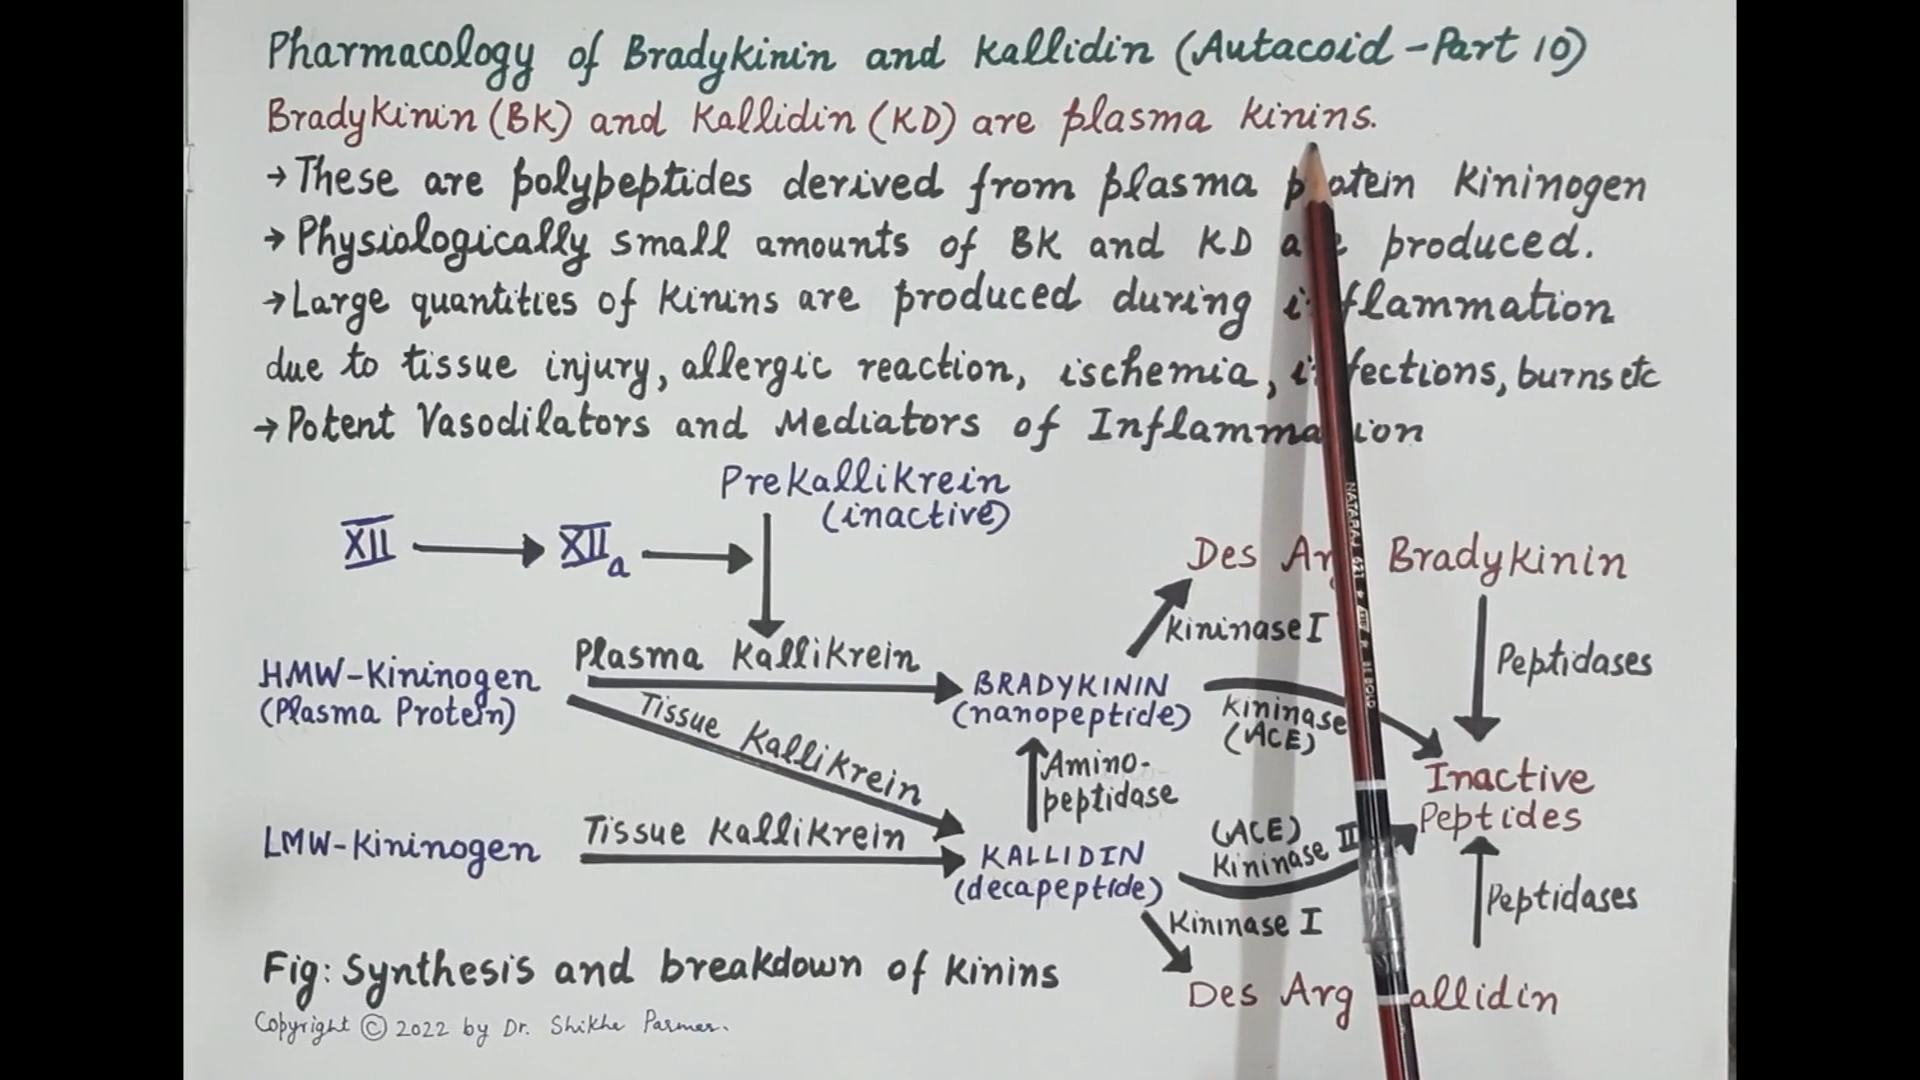 Pharmacology of Bradykinin and Kallidin (Autacoid - Part 10)
Bradykinin (BK) and Kallidin (KD) are plasma kinins.
→ These are polypeptides derived from plasma Kininogen
→ Physiologically small amounts of BK and KD produced.
→ Large quantities of Kinins are produced during
due to tissue injury, allergic reaction, ischemia, burns etc
→ Potent Vasodilators and Mediators of Inflammation
PreKalliKrein
(inactive)
XII
XIIa
Des Bradykinin
Kininase I
Peptidases
Plasma KalliKrein
HMW-Kininogen
(Plasma Protein)
BRADYKININ
(nanopeptide)
Tissue KalliKrein
Kininase
(ACE)
Amino-
peptidase
Inactive
Peptides
(ACE)
Kininase II
LMW-Kininogen
Tissue KalliKrein
KALLIDIN
(decapeptide)
Peptidases
Kininase I
Des Arg
Fig: Synthesis and breakdown of Kinins
Copyright © 2022 by Dr. Shikha Parmar.
NATARAJ 621
BOLD